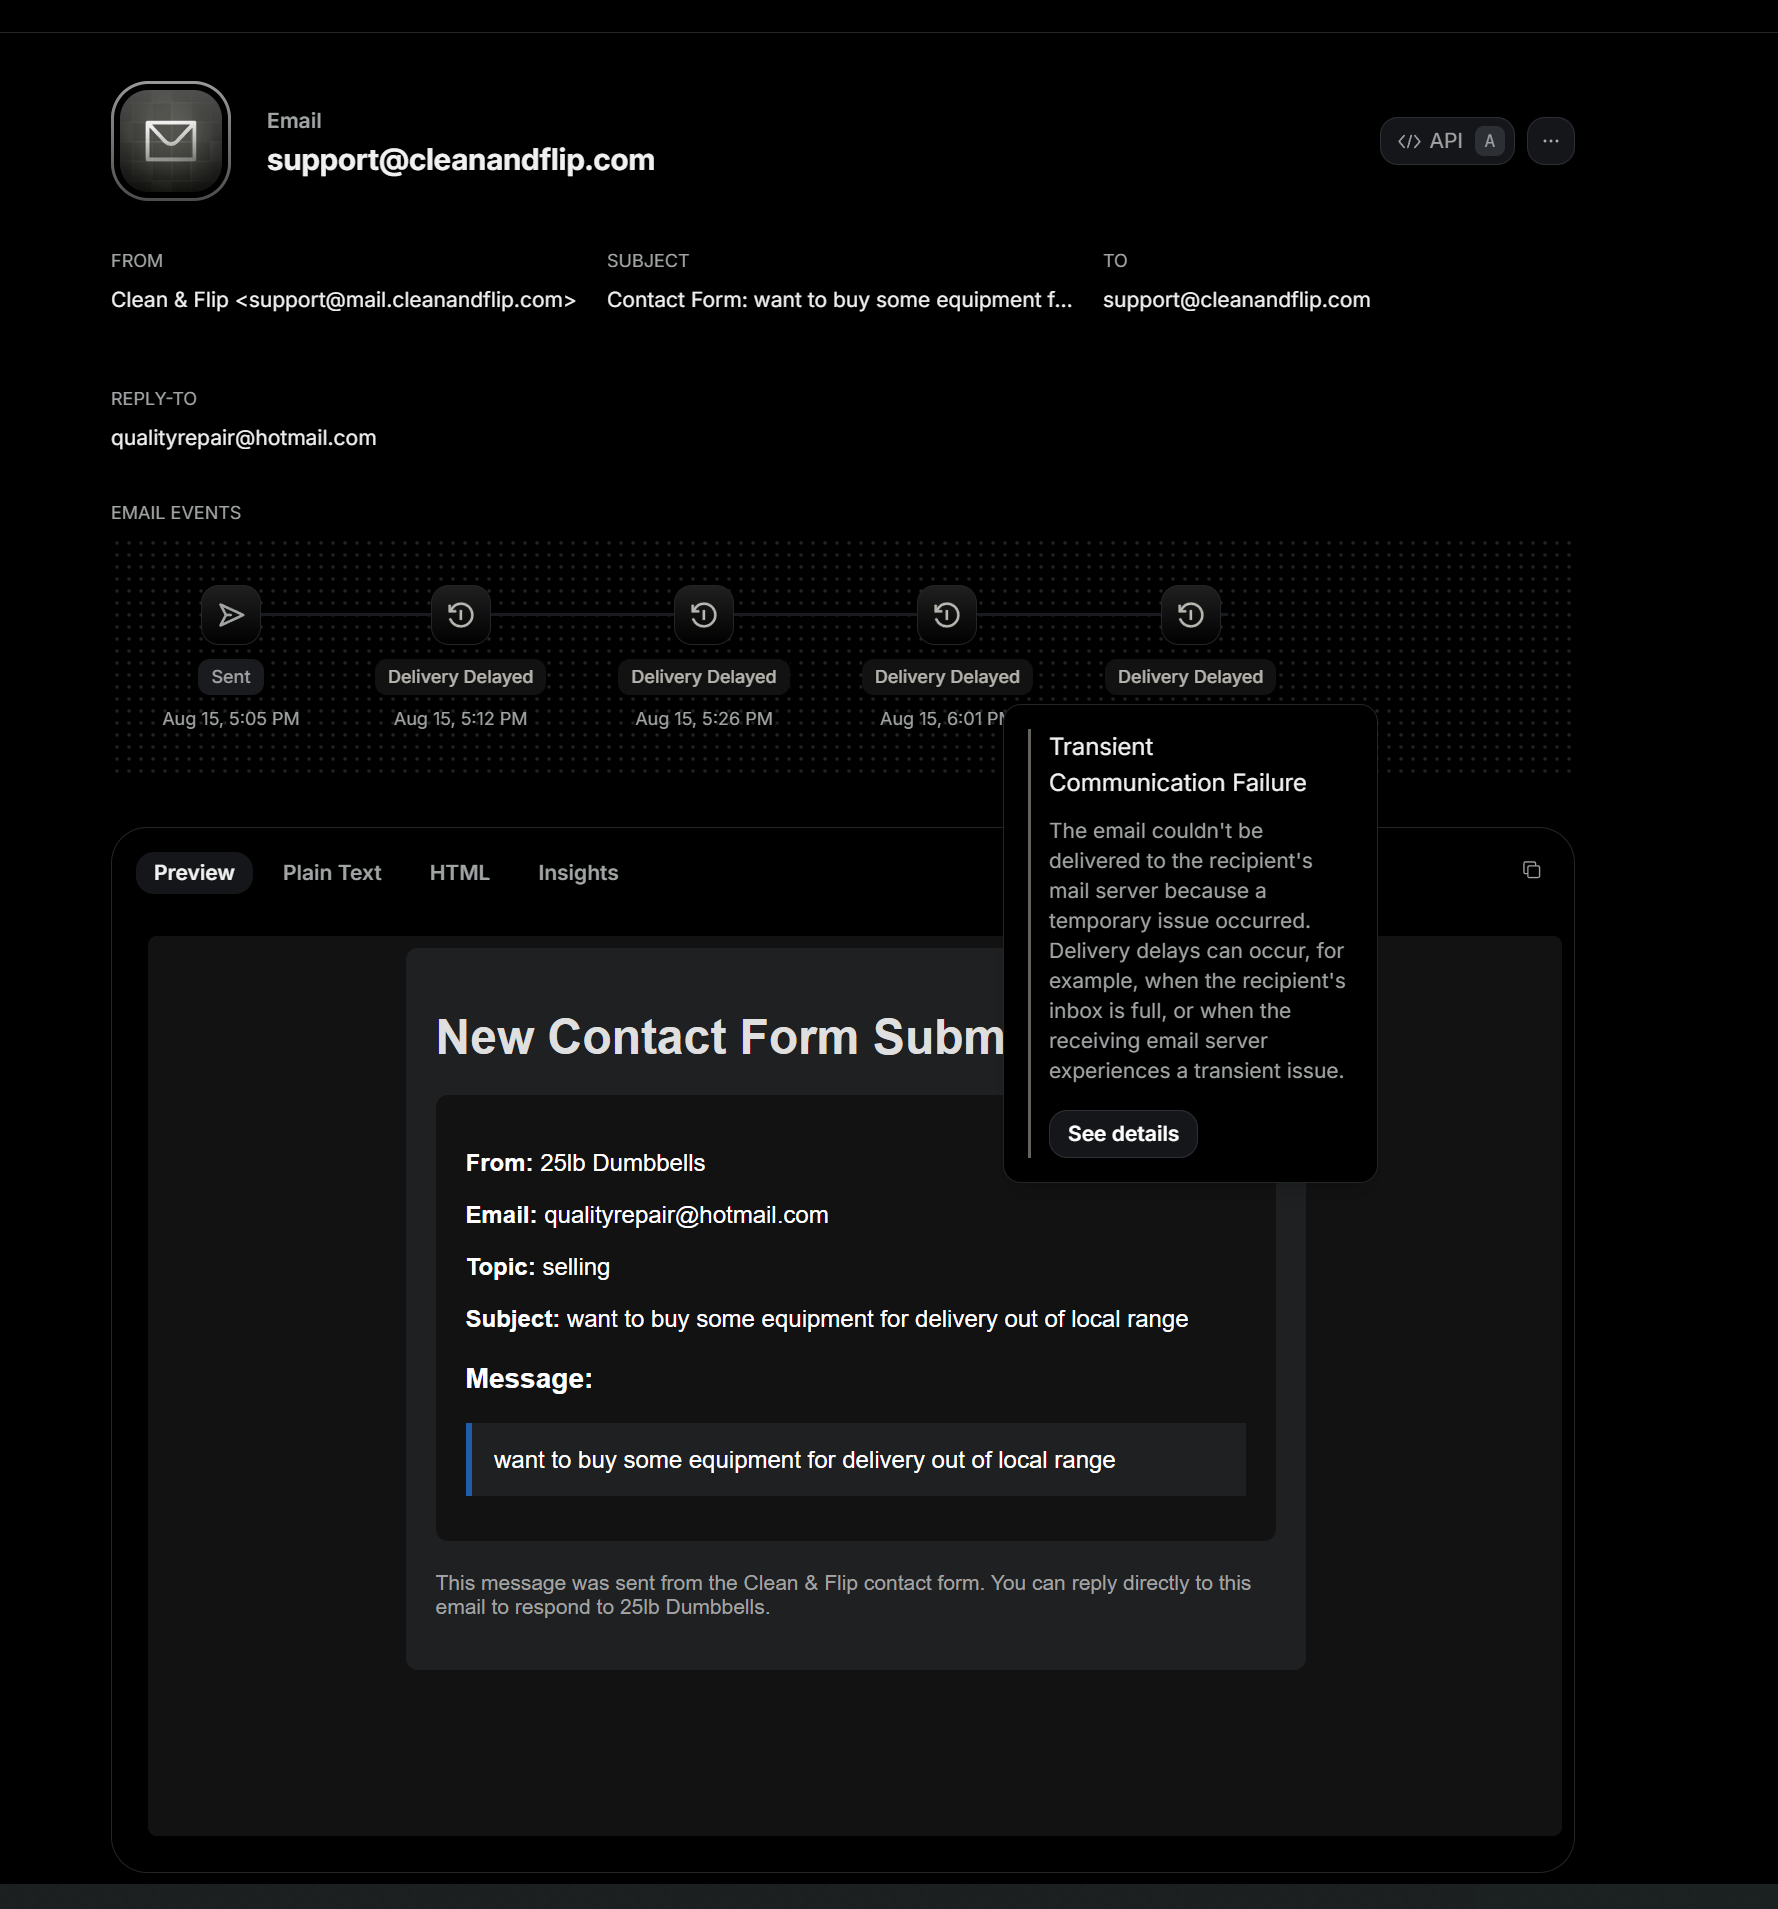 Email
support@cleanandflip.com
API A
FROM
Clean & Flip <support@mail.cleanandflip.com>
SUBJECT
Contact Form: want to buy some equipment f...
TO
support@cleanandflip.com
REPLY-TO
qualityrepair@hotmail.com
EMAIL EVENTS
Sent
Aug 15, 5:05 PM
Delivery Delayed
Aug 15, 5:12 PM
Delivery Delayed
Aug 15, 5:26 PM
Delivery Delayed
Aug 15, 6:01 PM
Delivery Delayed
Transient
Communication Failure
The email couldn't be
delivered to the recipient's
mail server because a
temporary issue occurred.
Delivery delays can occur, for
example, when the recipient's
inbox is full, or when the
receiving email server
experiences a transient issue.
See details
Preview
Plain Text
HTML
Insights
New Contact Form Subm
From: 25lb Dumbbells
Email: qualityrepair@hotmail.com
Topic: selling
Subject: want to buy some equipment for delivery out of local range
Message:
want to buy some equipment for delivery out of local range
This message was sent from the Clean & Flip contact form. You can reply directly to this
email to respond to 25lb Dumbbells.